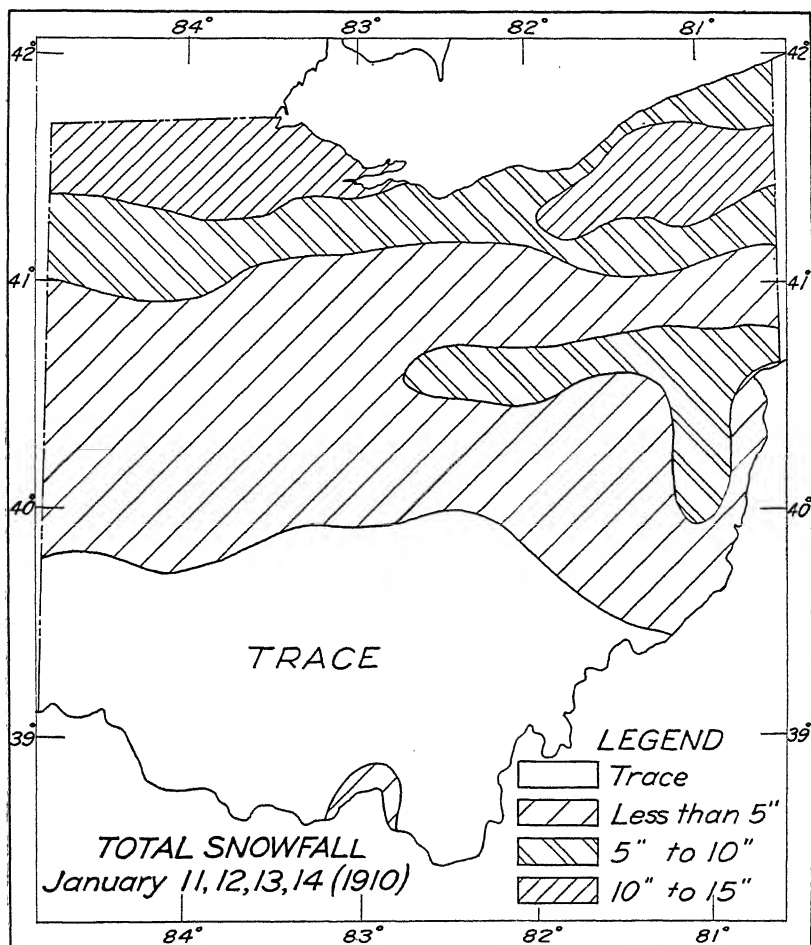 84° 83° 82° 81°
42° 42°
41° 41°
40° 40°
TRACE
39° 39°
LEGEND
Trace
Less than 5"
5" to 10"
10" to 15"
TOTAL SNOWFALL
January 11, 12, 13, 14 (1910)
84° 83° 82° 81°